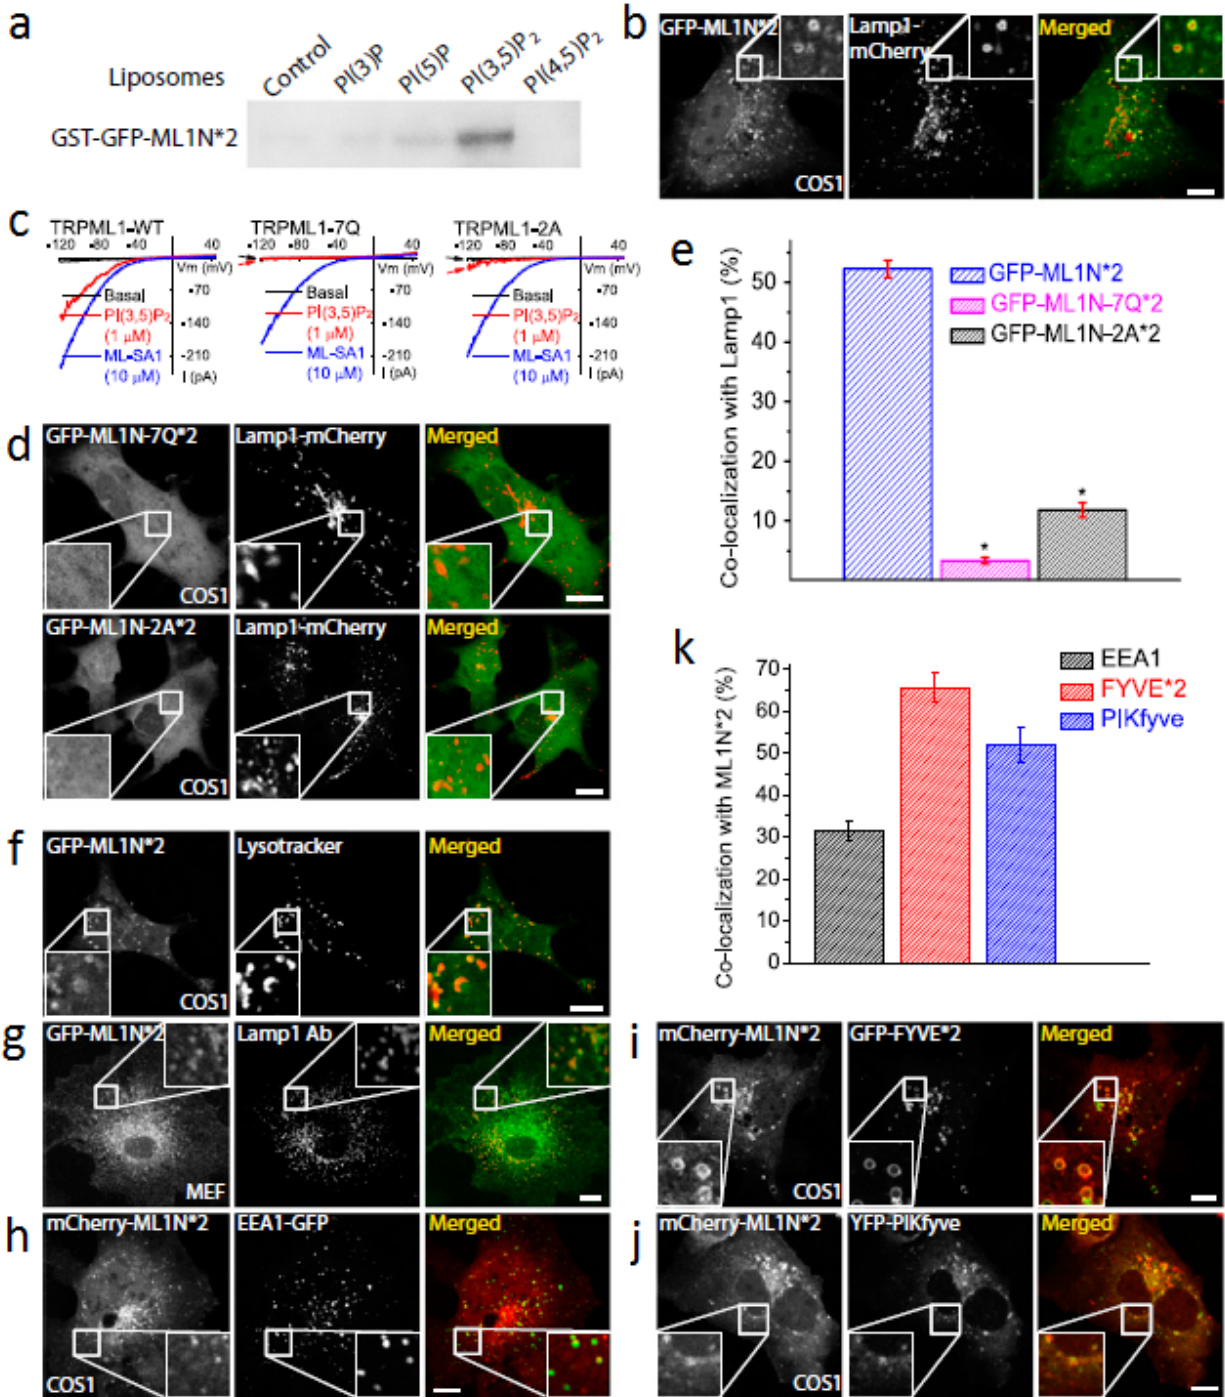 a
Liposomes
Control
PI(3)P
PI(5)P
PI(3,5)P₂
PI(4,5)P₂
GST-GFP-ML1N*2
b
GFP-ML1N*2
Lamp1-
mCherry
Merged
COS1
c
TRPML1-WT
-120 -80 40
Vm (mV)
-70
Basal
PI(3,5)P₂
(1 μM)
-140
ML-SA1
-210
(10 μM)
I (pA)
TRPML1-7Q
-120 -80 -40 40
Vm (mV)
-70
Basal
PI(3,5)P₂
(1 μM)
-140
ML-SA1
-210
(10 μM)
I (pA)
TRPML1-2A
-120 -80 -40 40
Vm (mV)
-70
Basal
PI(3,5)P₂
(1 μM)
-140
ML-SA1
-210
(10 μM)
I (pA)
d
GFP-ML1N-7Q*2
Lamp1-mCherry
Merged
COS1
GFP-ML1N-2A*2
Lamp1-mCherry
Merged
COS1
e
Co-localization with Lamp1 (%)
50
40
30
20
10
GFP-ML1N*2
GFP-ML1N-7Q*2
GFP-ML1N-2A*2
*
*
f
GFP-ML1N*2
Lysotracker
Merged
COS1
g
GFP-ML1N*2
Lamp1 Ab
Merged
MEF
h
mCherry-ML1N*2
EEA1-GFP
Merged
COS1
k
Co-localization with ML1N*2 (%)
70
60
50
40
30
20
10
0
EEA1
FYVE*2
PIKfyve
i
mCherry-ML1N*2
GFP-FYVE*2
Merged
COS1
j
mCherry-ML1N*2
YFP-PIKfyve
Merged
COS1